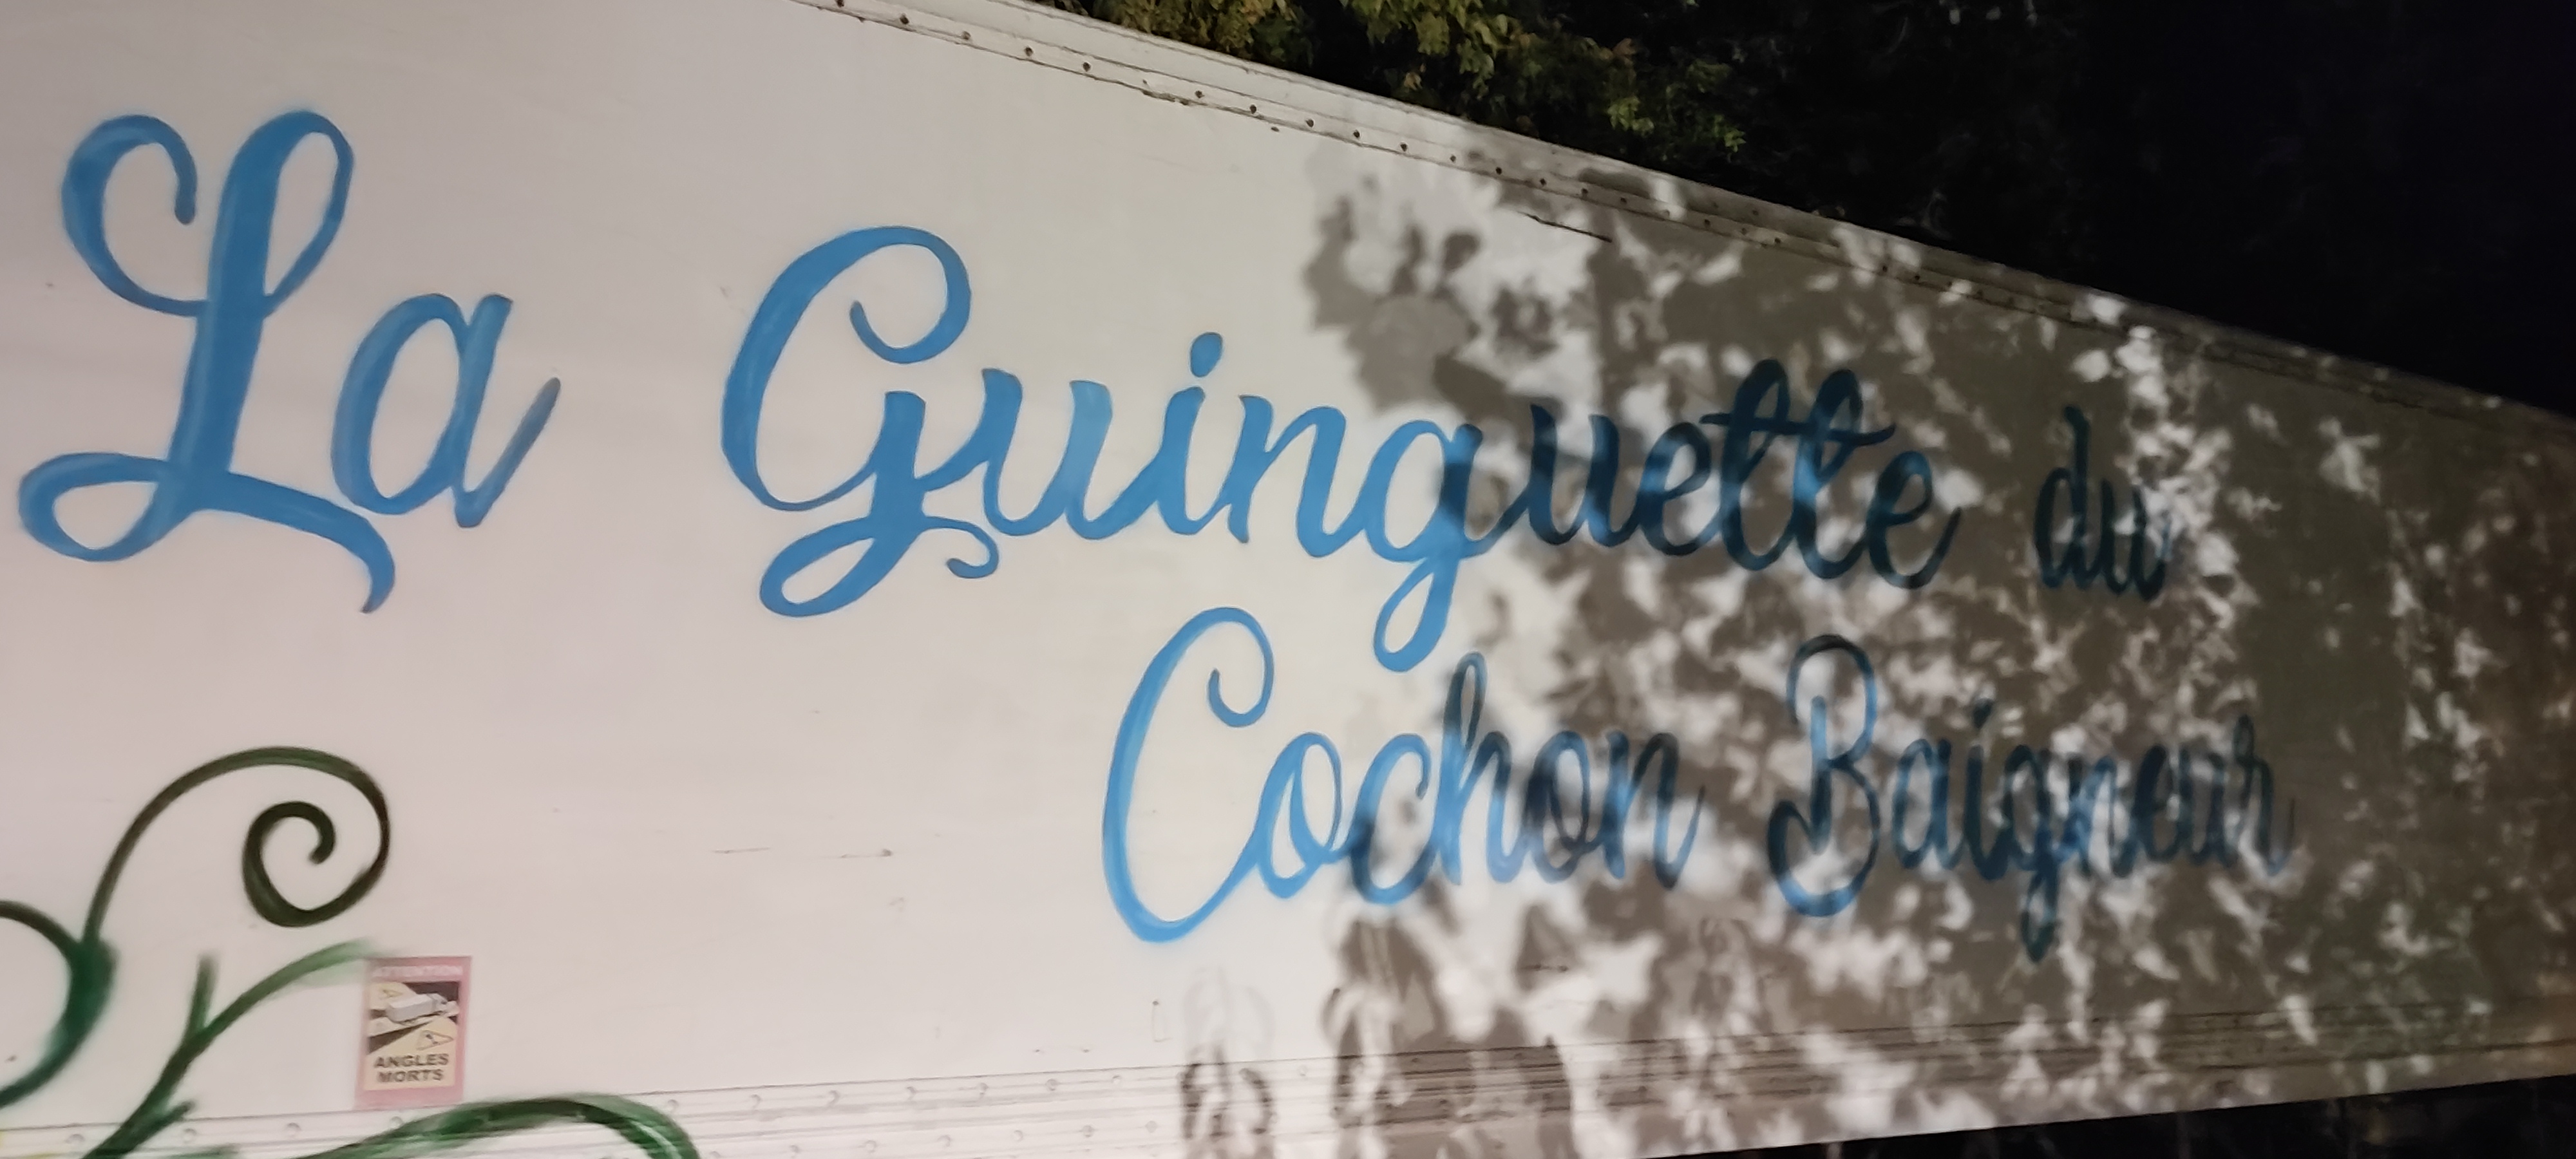 La Guinguette du
Cochon Baigneur
ATTENTION
ANGLES
MORTS